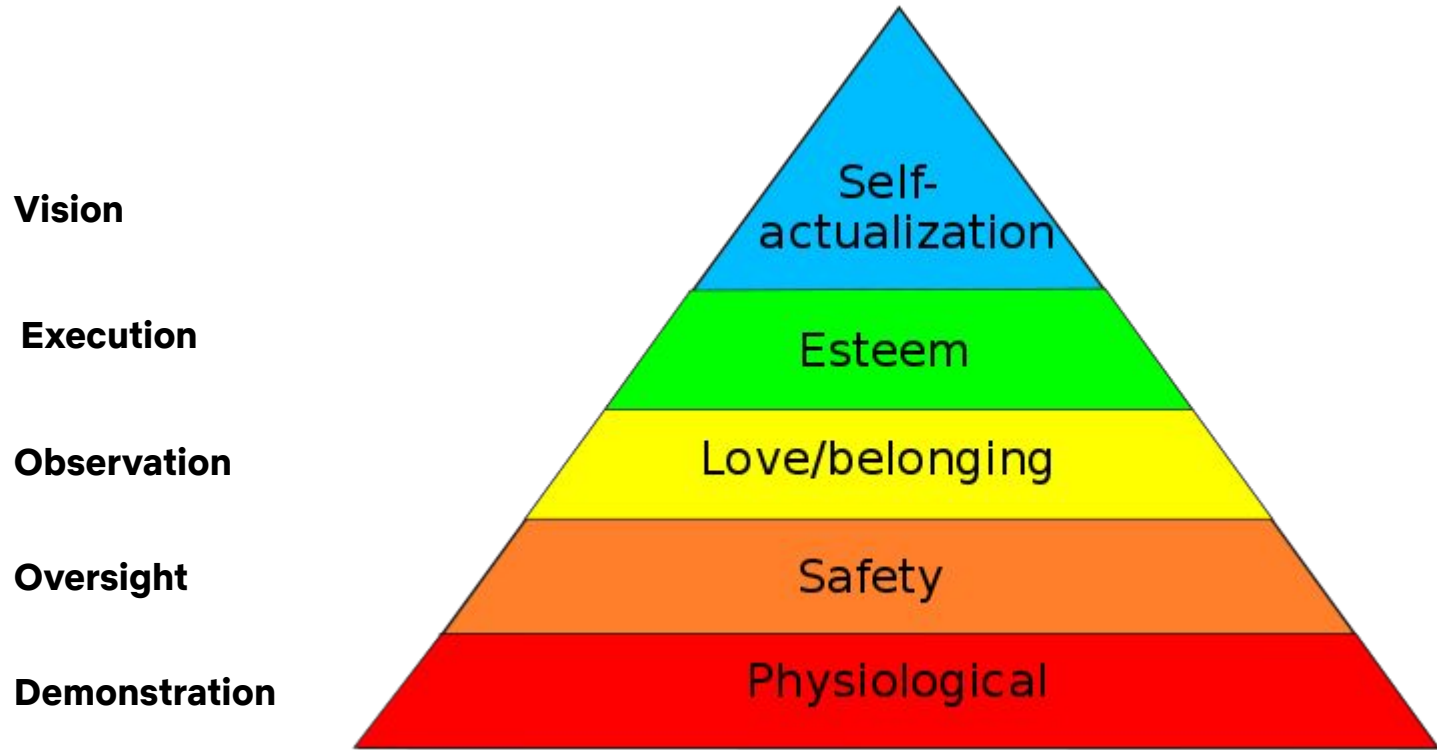 Vision
Self-
actualization
Execution
Esteem
Observation
Love/belonging
Oversight
Safety
Demonstration
Physiological